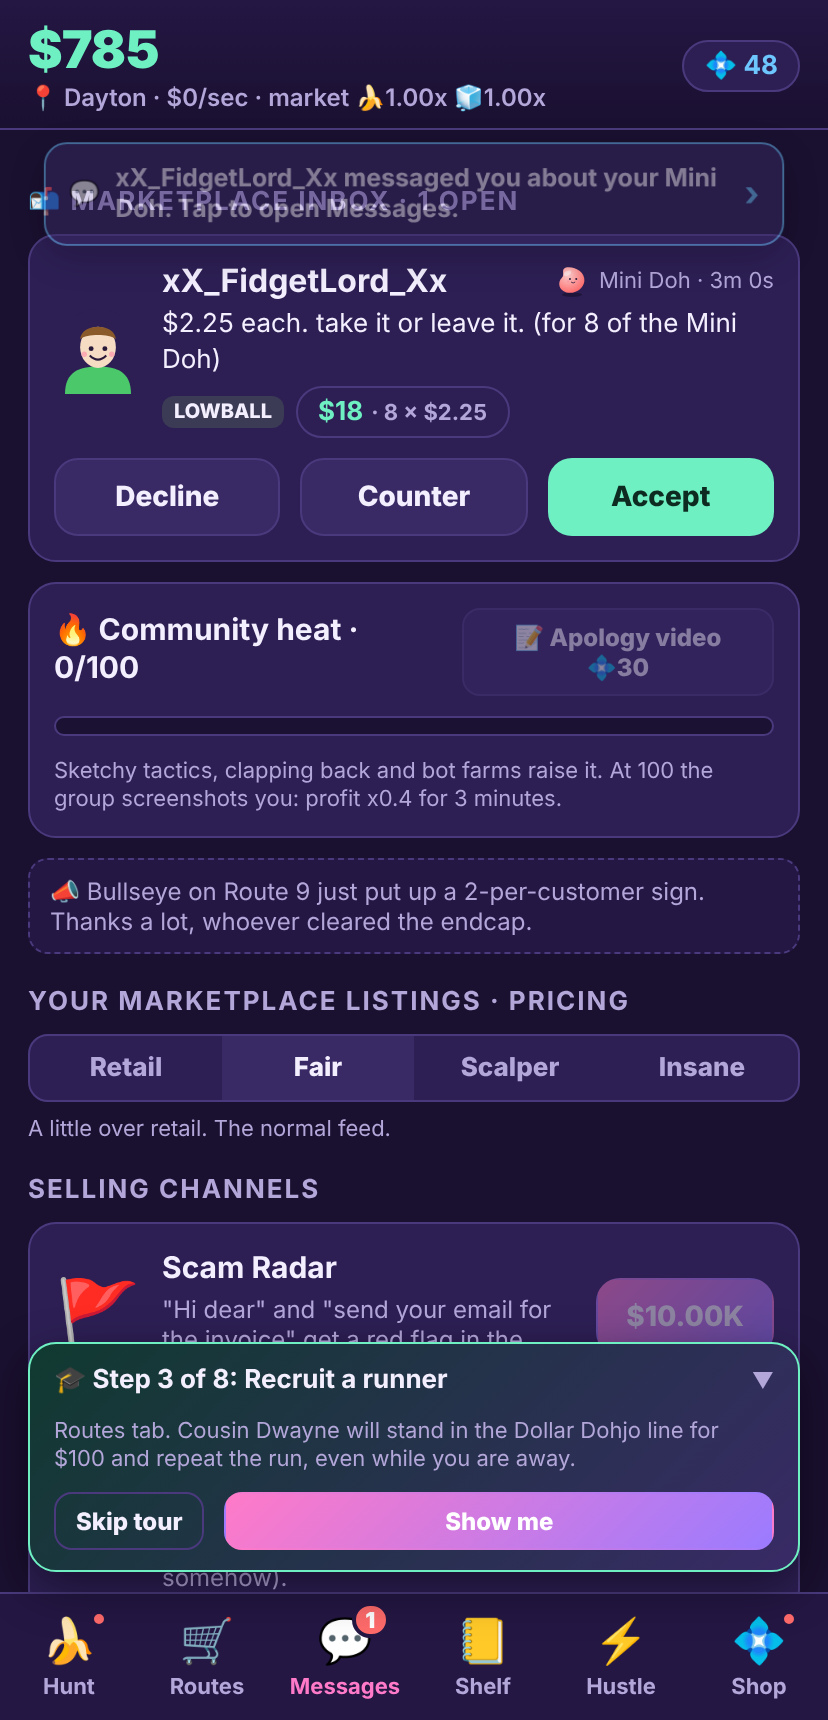 $785
💠 48
📍 Dayton · $0/sec · market 🍌1.00x 🧊1.00x
xX_FidgetLord_Xx messaged you about your Mini
Doh. Tap to open Messages.
📬 MARKETPLACE INBOX · 1 OPEN
xX_FidgetLord_Xx
Mini Doh · 3m 0s
$2.25 each. take it or leave it. (for 8 of the Mini
Doh)
LOWBALL
$18 · 8 × $2.25
Decline
Counter
Accept
🔥 Community heat ·
0/100
📝 Apology video
💠30
Sketchy tactics, clapping back and bot farms raise it. At 100 the
group screenshots you: profit x0.4 for 3 minutes.
📣 Bullseye on Route 9 just put up a 2-per-customer sign.
Thanks a lot, whoever cleared the endcap.
YOUR MARKETPLACE LISTINGS · PRICING
Retail
Fair
Scalper
Insane
A little over retail. The normal feed.
SELLING CHANNELS
Scam Radar
"Hi dear" and "send your email for
the invoice" get a red flag in the
$10.00K
🎓 Step 3 of 8: Recruit a runner
▼
Routes tab. Cousin Dwayne will stand in the Dollar Dohjo line for
$100 and repeat the run, even while you are away.
Skip tour
Show me
somehow).
1
Hunt
Routes
Messages
Shelf
Hustle
Shop